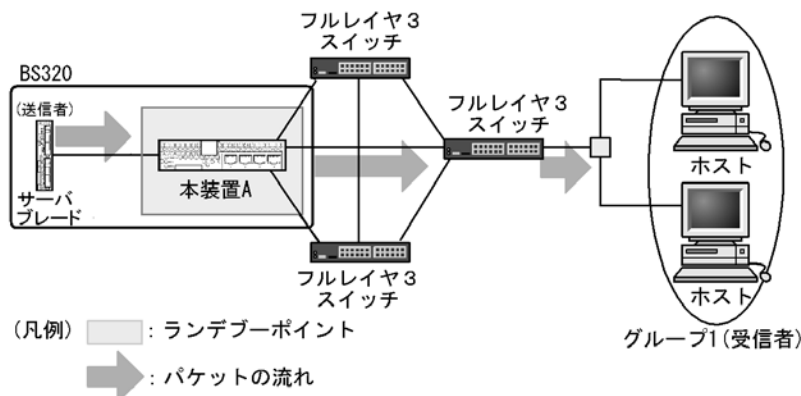 フルレイヤ3
スイッチ
BS320
(送信者)
サーバ
ブレード
本装置A
フルレイヤ3
スイッチ
フルレイヤ3
スイッチ
ホスト
ホスト
グループ1(受信者)
(凡例)
:ランデブーポイント
:パケットの流れ